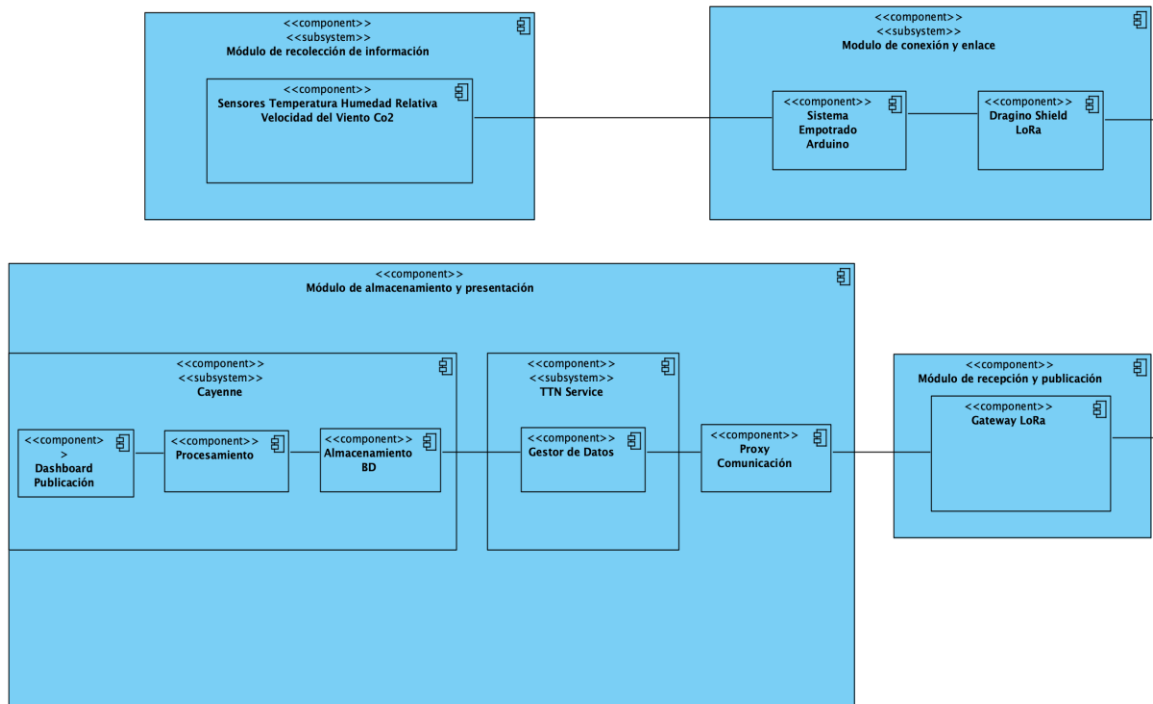 <<component>>
<<subsystem>>
Módulo de recolección de información
<<component>>
Sensores Temperatura Humedad Relativa
Velocidad del Viento Co2
<<component>>
<<subsystem>>
Modulo de conexión y enlace
<<component>>
Sistema
Empotrado
Arduino
<<component>>
Dragino Shield
LoRa
<<component>>
Módulo de almacenamiento y presentación
<<component>>
<<subsystem>>
Cayenne
<<component>
>
Dashboard
Publicación
<<component>>
Procesamiento
<<component>>
Almacenamiento
BD
<<component>>
<<subsystem>>
TTN Service
<<component>>
Gestor de Datos
<<component>>
Proxy
Comunicación
<<component>>
Módulo de recepción y publicación
<<component>>
Gateway LoRa